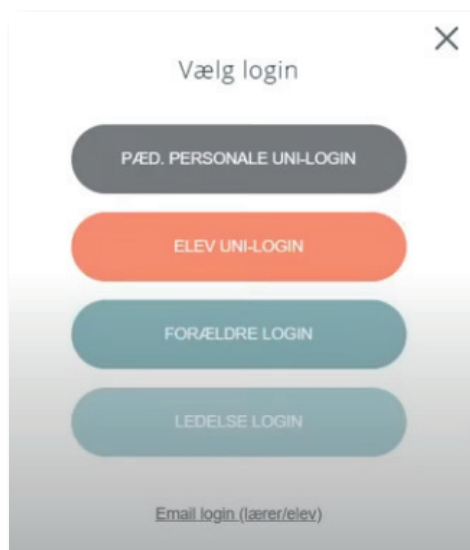 Vælg login
PÆD. PERSONALE UNI-LOGIN
ELEV UNI-LOGIN
FORÆLDRE LOGIN
LEDELSE LOGIN
Email login (lærer/elev)